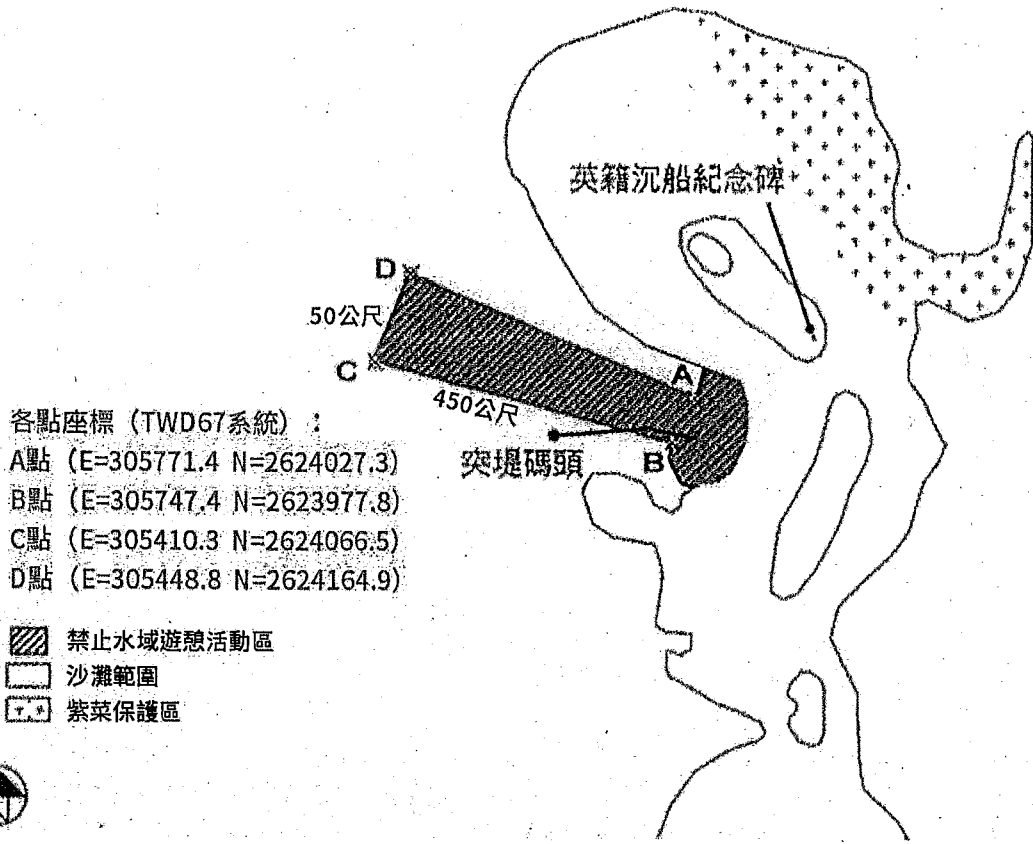 英籍沉船紀念碑
D
50公尺
C
A
450公尺
突堤碼頭
B
各點座標（TWD67系統）：
A點（E=305771.4 N=2624027.3）
B點（E=305747.4 N=2623977.8）
C點（E=305410.3 N=2624066.5）
D點（E=305448.8 N=2624164.9）
禁止水域遊憩活動區
沙灘範圍
紫菜保護區